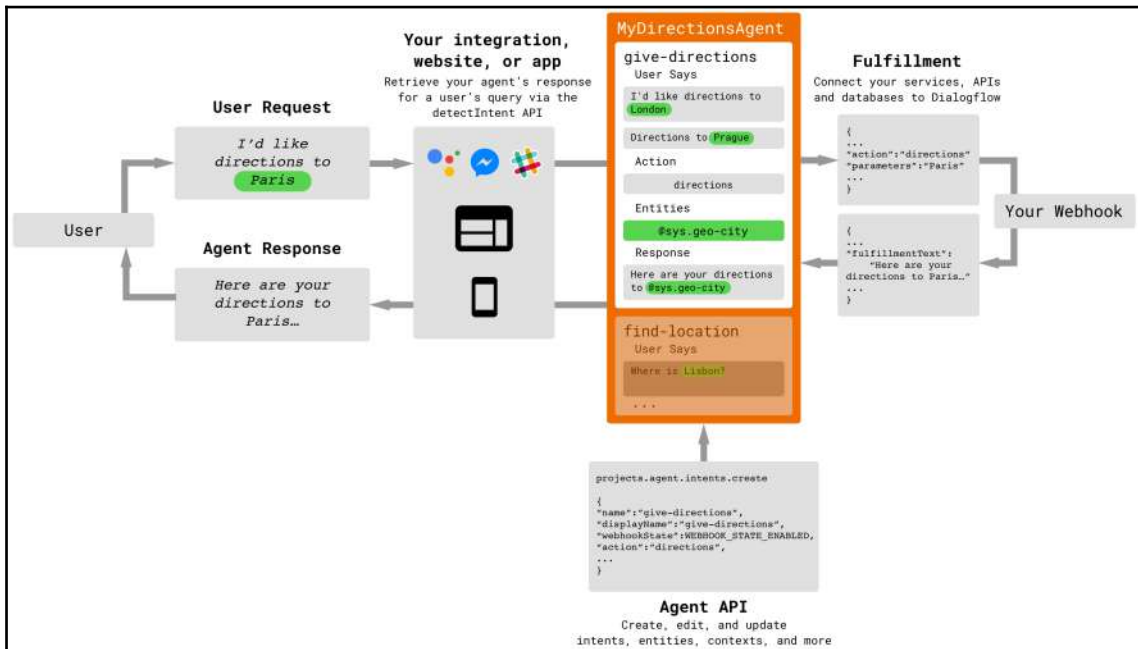 User
User Request
I'd like
directions to
Paris
Agent Response
Here are your
directions to
Paris…
Your integration,
website, or app
Retrieve your agent's response
for a user's query via the
detectIntent API
MyDirectionsAgent
give-directions
User Says
I'd like directions to
London
Directions to Prague
Action
directions
Entities
@sys.geo-city
Response
Here are your directions
to @sys.geo-city
find-location
User Says
Where is Lisbon?
...
Fulfillment
Connect your services, APIs
and databases to Dialogflow
{
...
"action":"directions"
"parameters":"Paris"
...
}
{
...
"fulfillmentText":
"Here are your
directions to Paris…"
...
}
Your Webhook
projects.agent.intents.create
{
"name":"give-directions",
"displayName":"give-directions",
"webhookState":WEBHOOK_STATE_ENABLED,
"action":"directions",
...
}
Agent API
Create, edit, and update
intents, entities, contexts, and more